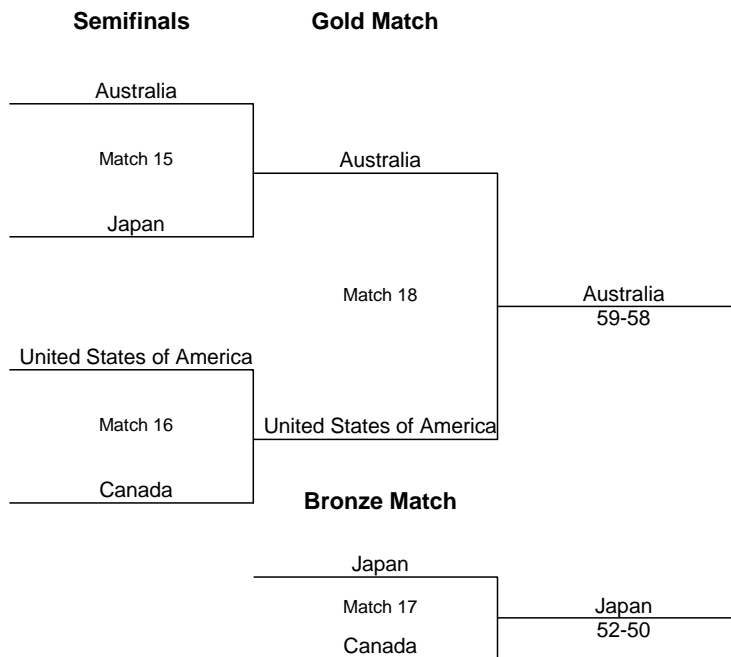 Semifinals
Gold Match
Australia
Match 15
Australia
Japan
Match 18
Australia
59-58
United States of America
Match 16
United States of America
Canada
Bronze Match
Japan
Match 17
Japan
52-50
Canada